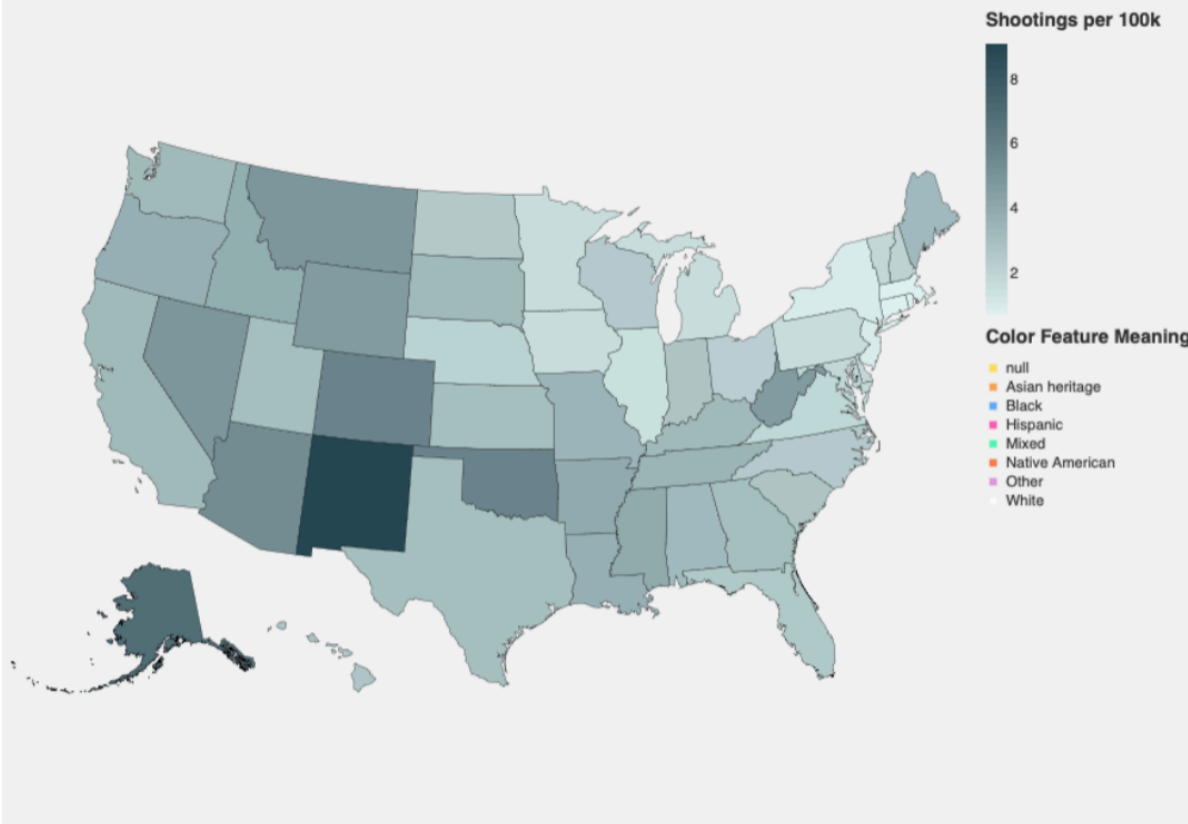 Shootings per 100k
8
6
4
2
Color Feature Meaning
null
Asian heritage
Black
Hispanic
Mixed
Native American
Other
White